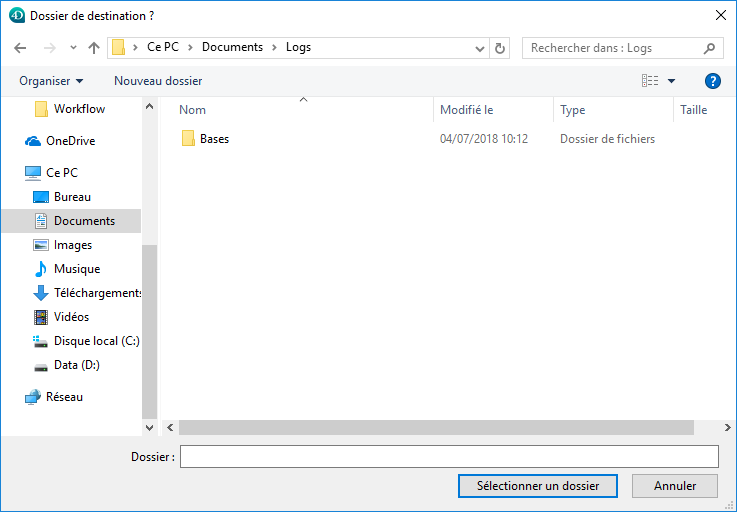 4D Dossier de destination ?
Ce PC Documents Logs Rechercher dans : Logs
Organiser Nouveau dossier ?
Nom Modifié le Type Taille
Bases 04/07/2018 10:12 Dossier de fichiers
Workflow
OneDrive
Ce PC
Bureau
Documents
Images
Musique
Téléchargements
Vidéos
Disque local (C:)
Data (D:)
Réseau
Dossier :
Sélectionner un dossier Annuler